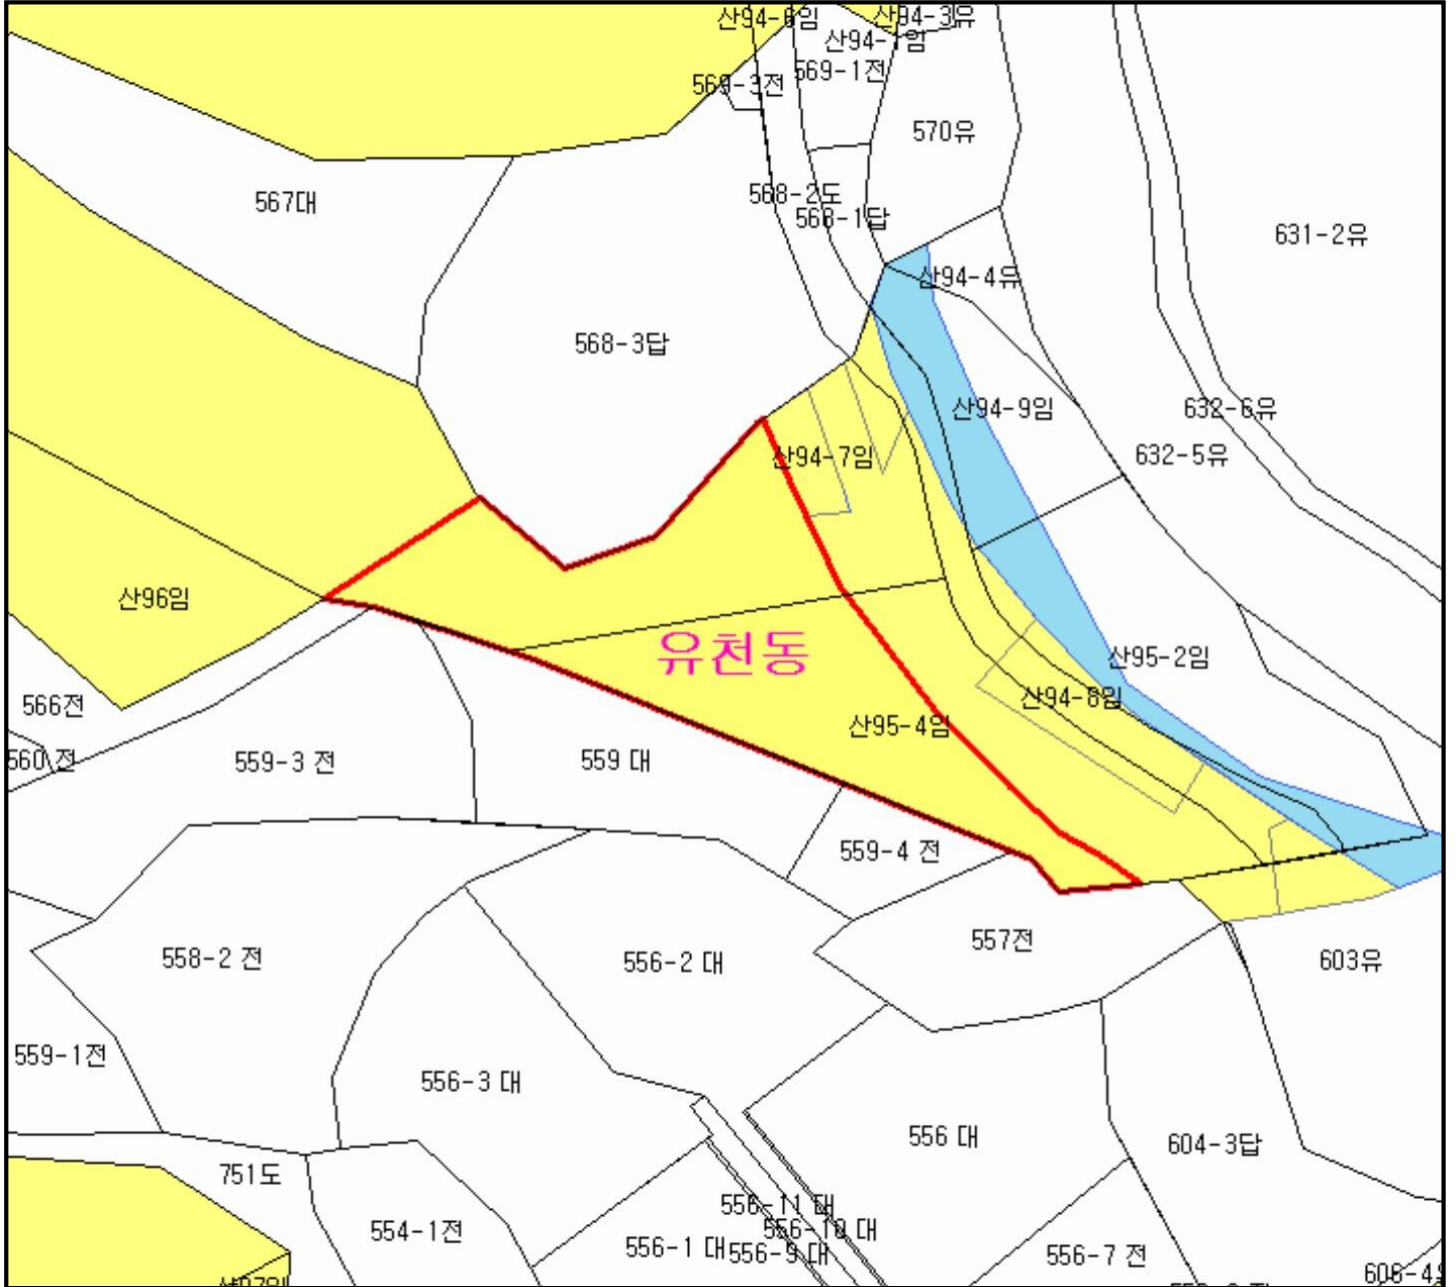 산94-6임
산94-3유
569-3전
569-1전
570유
567대
568-2도
568-1답
631-2유
산94-4유
568-3답
산94-9임
632-6유
산94-7임
632-5유
산96임
유천동
산95-2임
산94-8임
566전
산95-4임
560 전
559-3 전
559 대
559-4 전
557전
558-2 전
556-2 대
603유
559-1전
556-3 대
556 대
604-3답
751도
556-11 대
554-1전
556-10 대
556-1 대
556-9 대
556-7 전